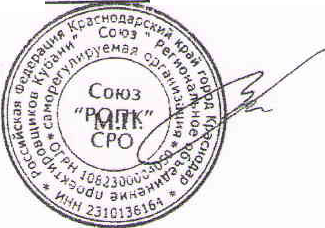 * Российская Федерация Краснодарский край город Краснодар
* ИНН 2310136164 *
Союз "Региональное объединение проектировщиков Кубани"
* саморегулируемая организация *
ОГРН 1082300004060
Союз
"РОПК"
М.П.
СРО